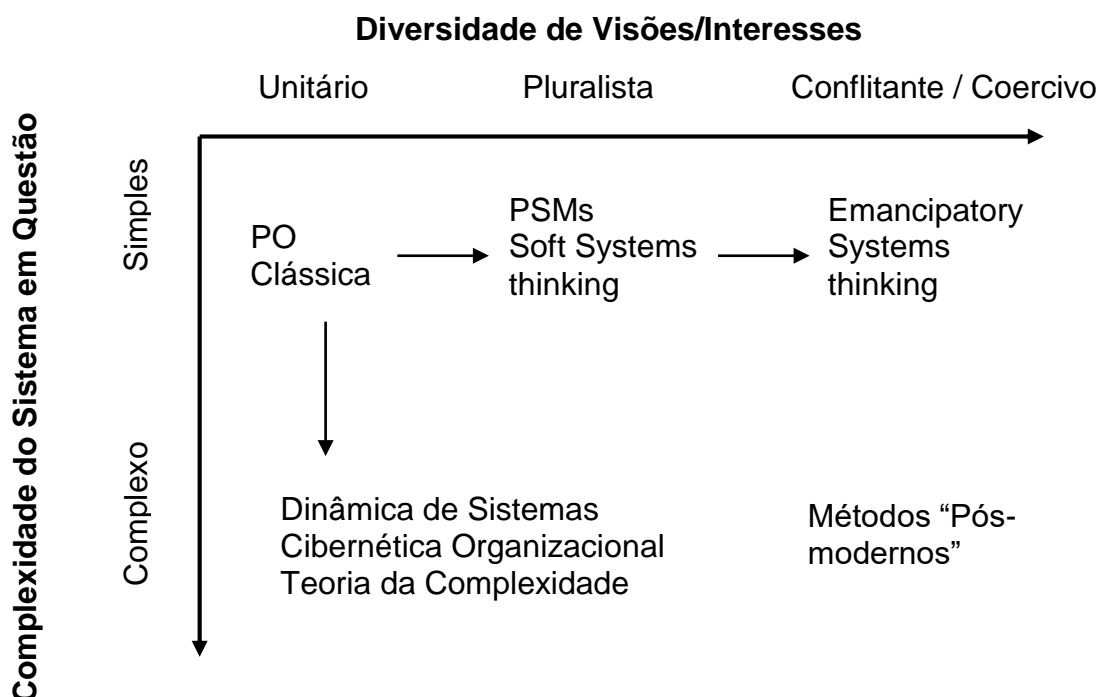 Diversidade de Visões/Interesses
Unitário
Pluralista
Conflitante / Coercivo
Complexidade do Sistema em Questão
Simples
PO
Clássica
PSMs
Soft Systems
thinking
Emancipatory
Systems
thinking
Complexo
Dinâmica de Sistemas
Cibernética Organizacional
Teoria da Complexidade
Métodos “Pós-
modernos”